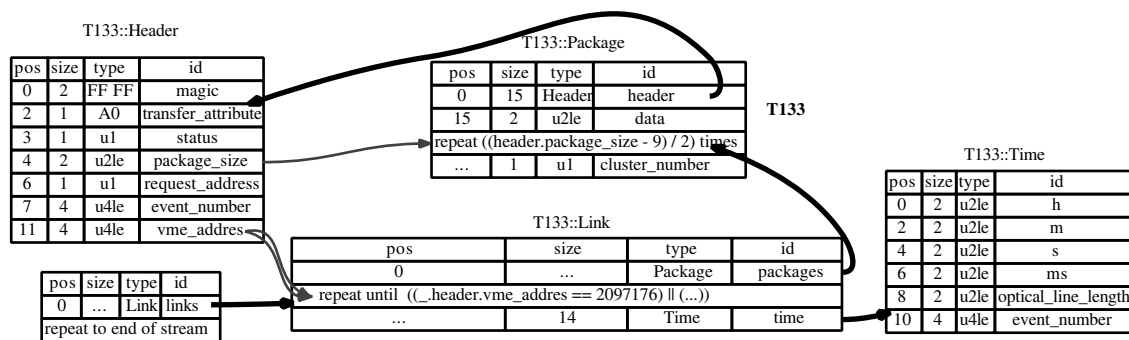 T133::Header
pos size type id
0 2 FF FF magic
2 1 A0 transfer_attribute
3 1 u1 status
4 2 u2le package_size
6 1 u1 request_address
7 4 u4le event_number
11 4 u4le vme_addres
T133::Package
pos size type id
0 15 Header header
15 2 u2le data
repeat ((header.package_size - 9) / 2) times
... 1 u1 cluster_number
T133
T133::Time
pos size type id
0 2 u2le h
2 2 u2le m
4 2 u2le s
6 2 u2le ms
8 2 u2le optical_line_length
10 4 u4le event_number
T133::Link
pos size type id
0 ... Package packages
repeat until ((_.header.vme_addres == 2097176) || (...))
... 14 Time time
pos size type id
0 ... Link links
repeat to end of stream